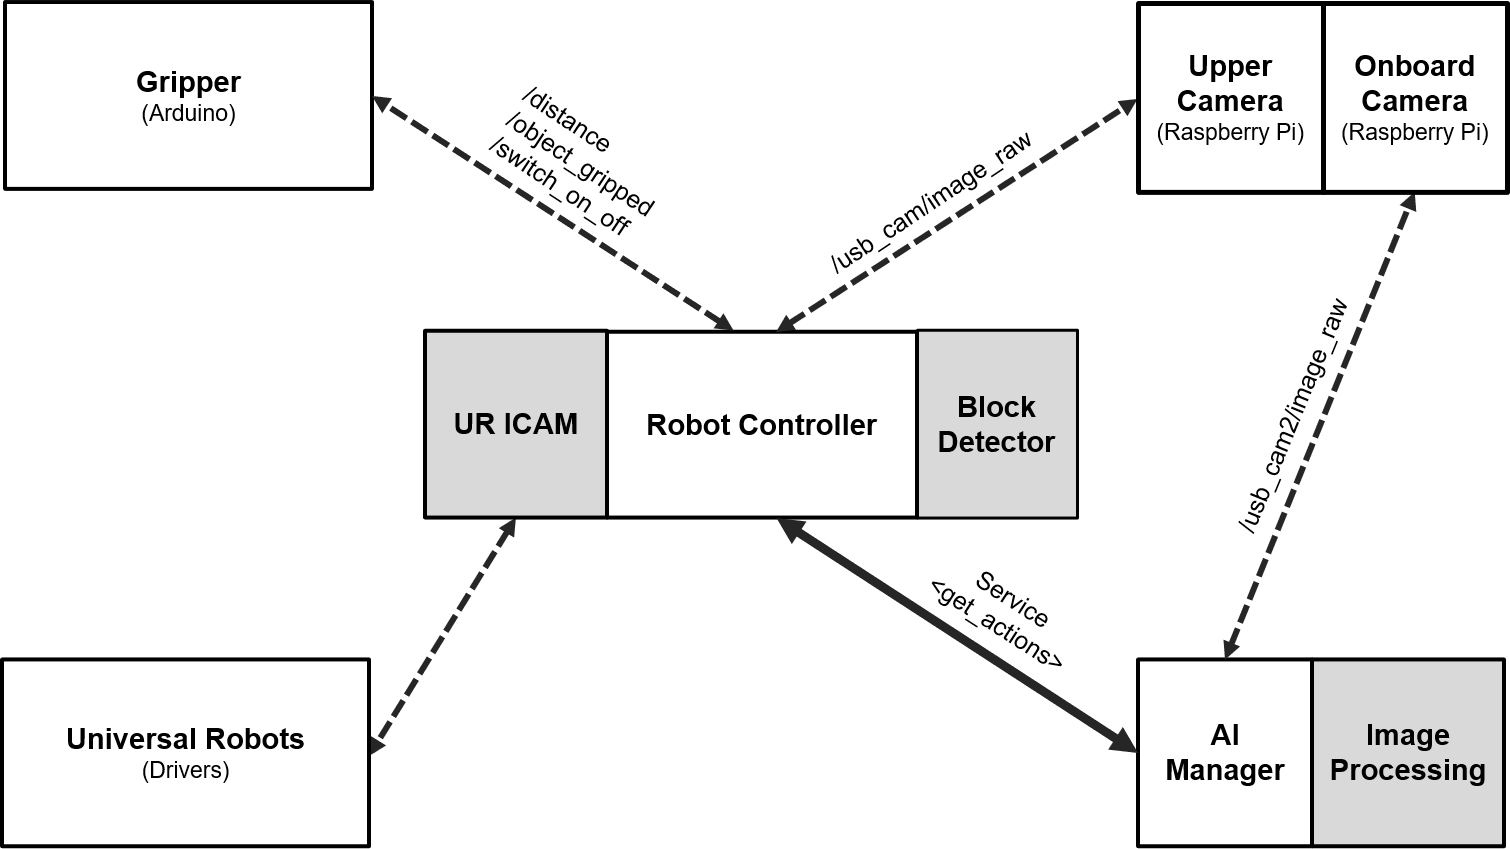 Gripper
(Arduino)
/distance
/object_gripped
/switch_on_off
/usb_cam/image_raw
Upper
Camera
(Raspberry Pi)
Onboard
Camera
(Raspberry Pi)
/usb_cam2/image_raw
UR ICAM
Robot Controller
Block
Detector
Service
<get_actions>
Universal Robots
(Drivers)
AI
Manager
Image
Processing